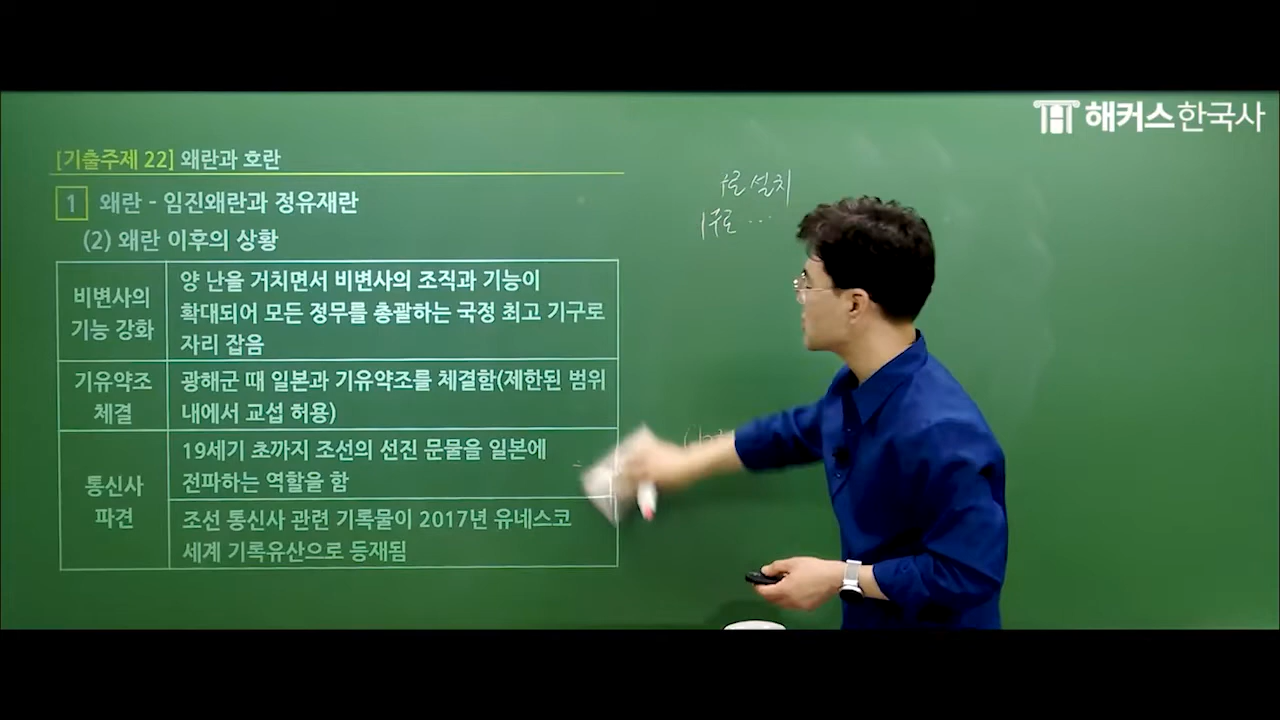 해커스한국사
[기출주제 22] 왜란과 호란
1 왜란 - 임진왜란과 정유재란
(2) 왜란 이후의 상황
비변사의
기능 강화
양 난을 거치면서 비변사의 조직과 기능이
확대되어 모든 정무를 총괄하는 국정 최고 기구로
자리 잡음
기유약조
체결
광해군 때 일본과 기유약조를 체결함(제한된 범위
내에서 교섭 허용)
통신사
파견
19세기 초까지 조선의 선진 문물을 일본에
전파하는 역할을 함
조선 통신사 관련 기록물이 2017년 유네스코
세계 기록유산으로 등재됨
설치